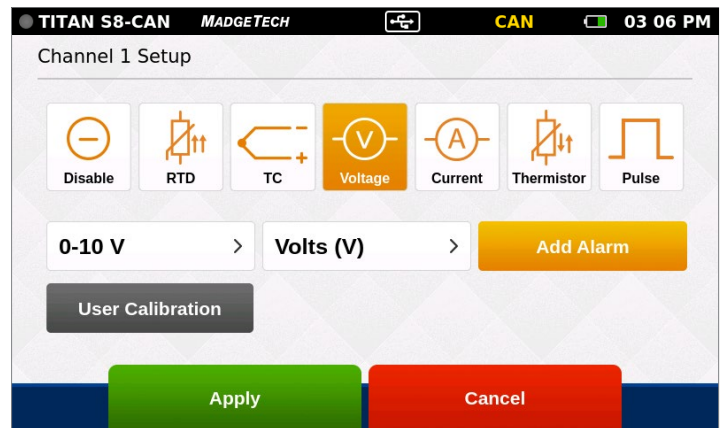 TITAN S8-CAN MADGETECH CAN 03 06 PM
Channel 1 Setup
Disable RTD TC Voltage Current Thermistor Pulse
0-10 V > Volts (V) > Add Alarm
User Calibration
Apply Cancel